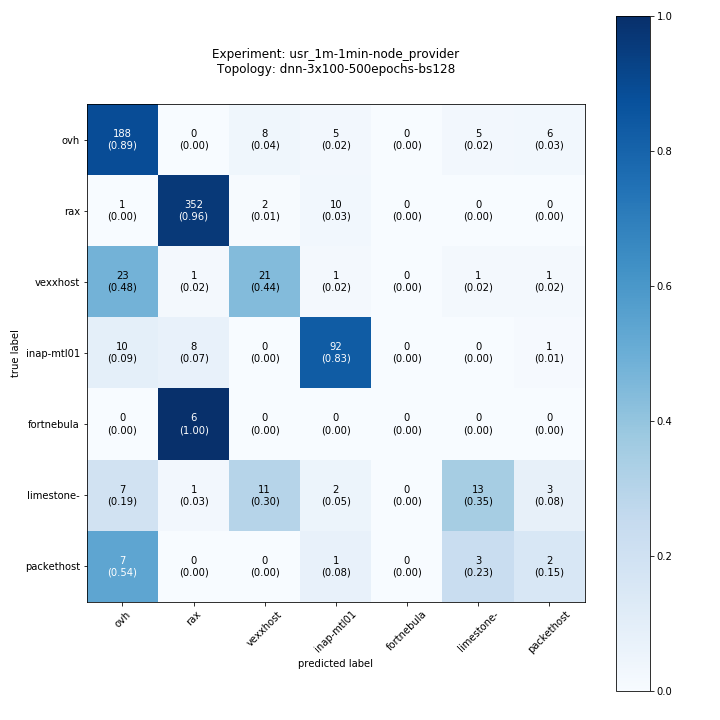 Experiment: usr_1m-1min-node_provider
Topology: dnn-3x100-500epochs-bs128
1.0
0.8
0.6
0.4
0.2
0.0
true label
ovh
188 0 8 5 0 5 6
(0.89) (0.00) (0.04) (0.02) (0.00) (0.02) (0.03)
rax
1 352 2 10 0 0 0
(0.00) (0.96) (0.01) (0.03) (0.00) (0.00) (0.00)
vexxhost
23 1 21 1 0 1 1
(0.48) (0.02) (0.44) (0.02) (0.00) (0.02) (0.02)
inap-mtl01
10 8 0 92 0 0 1
(0.09) (0.07) (0.00) (0.83) (0.00) (0.00) (0.01)
fortnebula
0 6 0 0 0 0 0
(0.00) (1.00) (0.00) (0.00) (0.00) (0.00) (0.00)
limestone-
7 1 11 2 0 13 3
(0.19) (0.03) (0.30) (0.05) (0.00) (0.35) (0.08)
packethost
7 0 0 1 0 3 2
(0.54) (0.00) (0.00) (0.08) (0.00) (0.23) (0.15)
ovh
rax
vexxhost
inap-mtl01
fortnebula
limestone-
packethost
predicted label